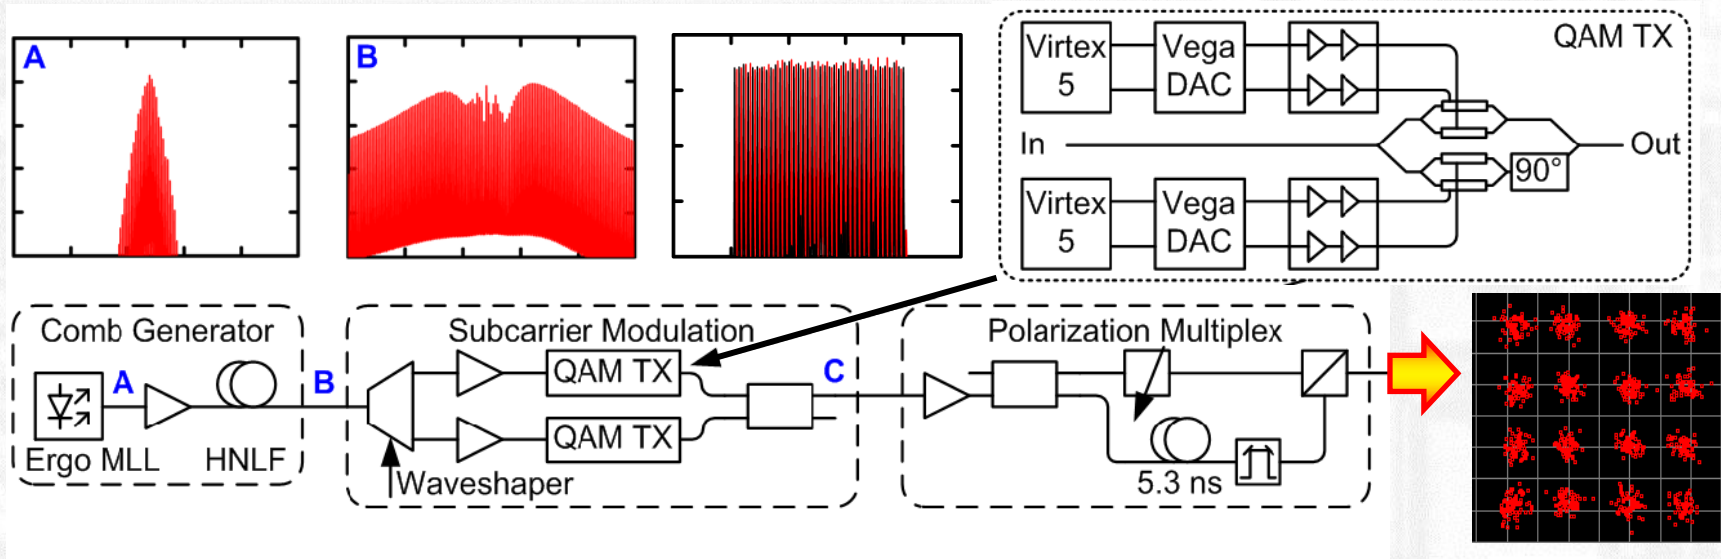 A
B
QAM TX
Virtex
5
Vega
DAC
In
Out
90°
Virtex
5
Vega
DAC
Comb Generator
A
B
Ergo MLL
HNLF
Subcarrier Modulation
QAM TX
QAM TX
C
Waveshaper
Polarization Multiplex
5.3 ns